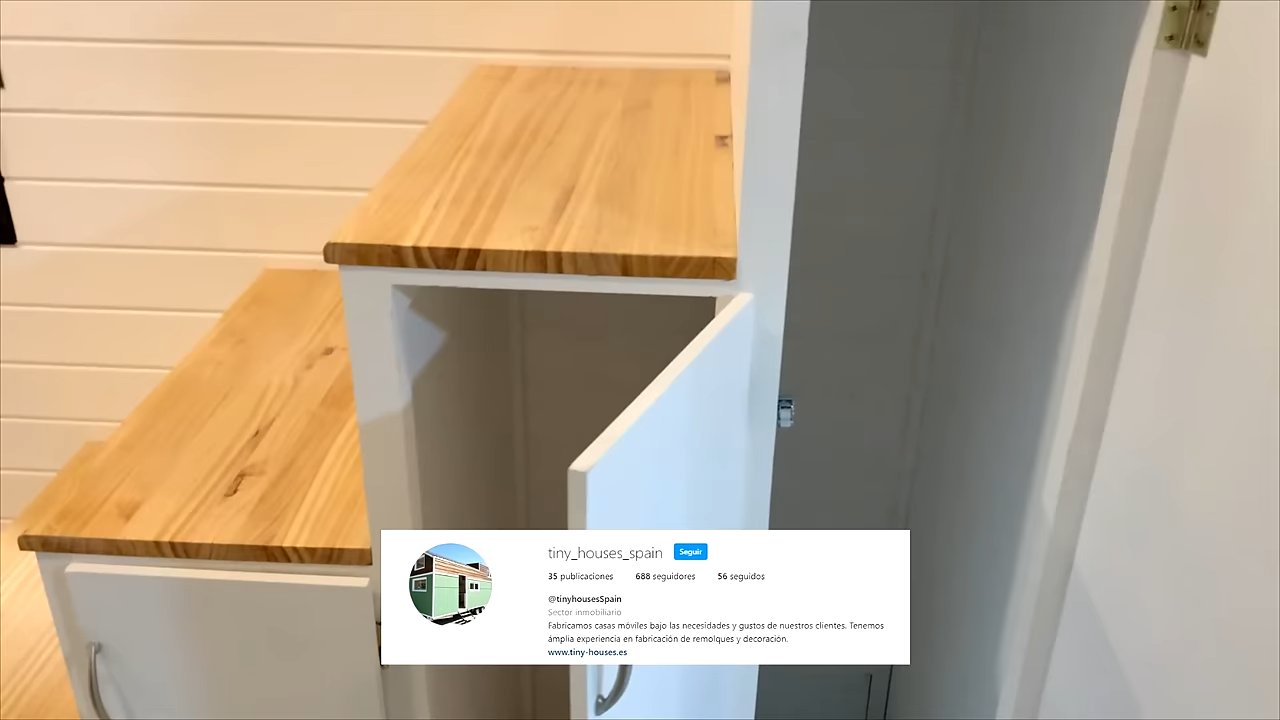 tiny_houses_spain Seguir
35 publicaciones 688 seguidores 56 seguidos
@tinyhousesSpain
Sector inmobiliario
Fabricamos casas móviles bajo las necesidades y gustos de nuestros clientes. Tenemos
ámplia experiencia en fabricación de remolques y decoración.
www.tiny-houses.es